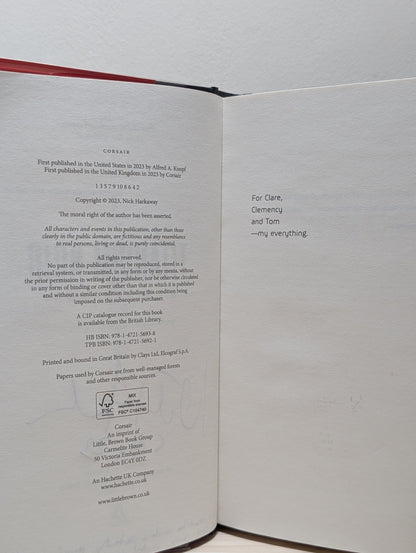 CORSAIR
First published in the United States in 2023 by Alfred A. Knopf
First published in the United Kingdom in 2023 by Corsair
1 3 5 7 9 10 8 6 4 2
Copyright © 2023, Nick Harkaway
The moral right of the author has been asserted.
All characters and events in this publication, other than those
clearly in the public domain, are fictitious and any resemblance
to real persons, living or dead, is purely coincidental.
All rights reserved.
No part of this publication may be reproduced, stored in a
retrieval system, or transmitted, in any form or by any means, without
the prior permission in writing of the publisher, nor be otherwise circulated
in any form of binding or cover other than that in which it is published
and without a similar condition including this condition being
imposed on the subsequent purchaser.
A CIP catalogue record for this book
is available from the British Library.
HB ISBN: 978-1-4721-5693-8
TPB ISBN: 978-1-4721-5692-1
Printed and bound in Great Britain by Clays Ltd, Elcograf S.p.A.
Papers used by Corsair are from well-managed forests
and other responsible sources.
FSC
www.fsc.org
MIX
Paper from
responsible sources
FSC® C104740
Corsair
An imprint of
Little, Brown Book Group
Carmelite House
50 Victoria Embankment
London EC4Y 0DZ
An Hachette UK Company
www.hachette.co.uk
www.littlebrown.co.uk
For Clare,
Clemency
and Tom
—my everything.